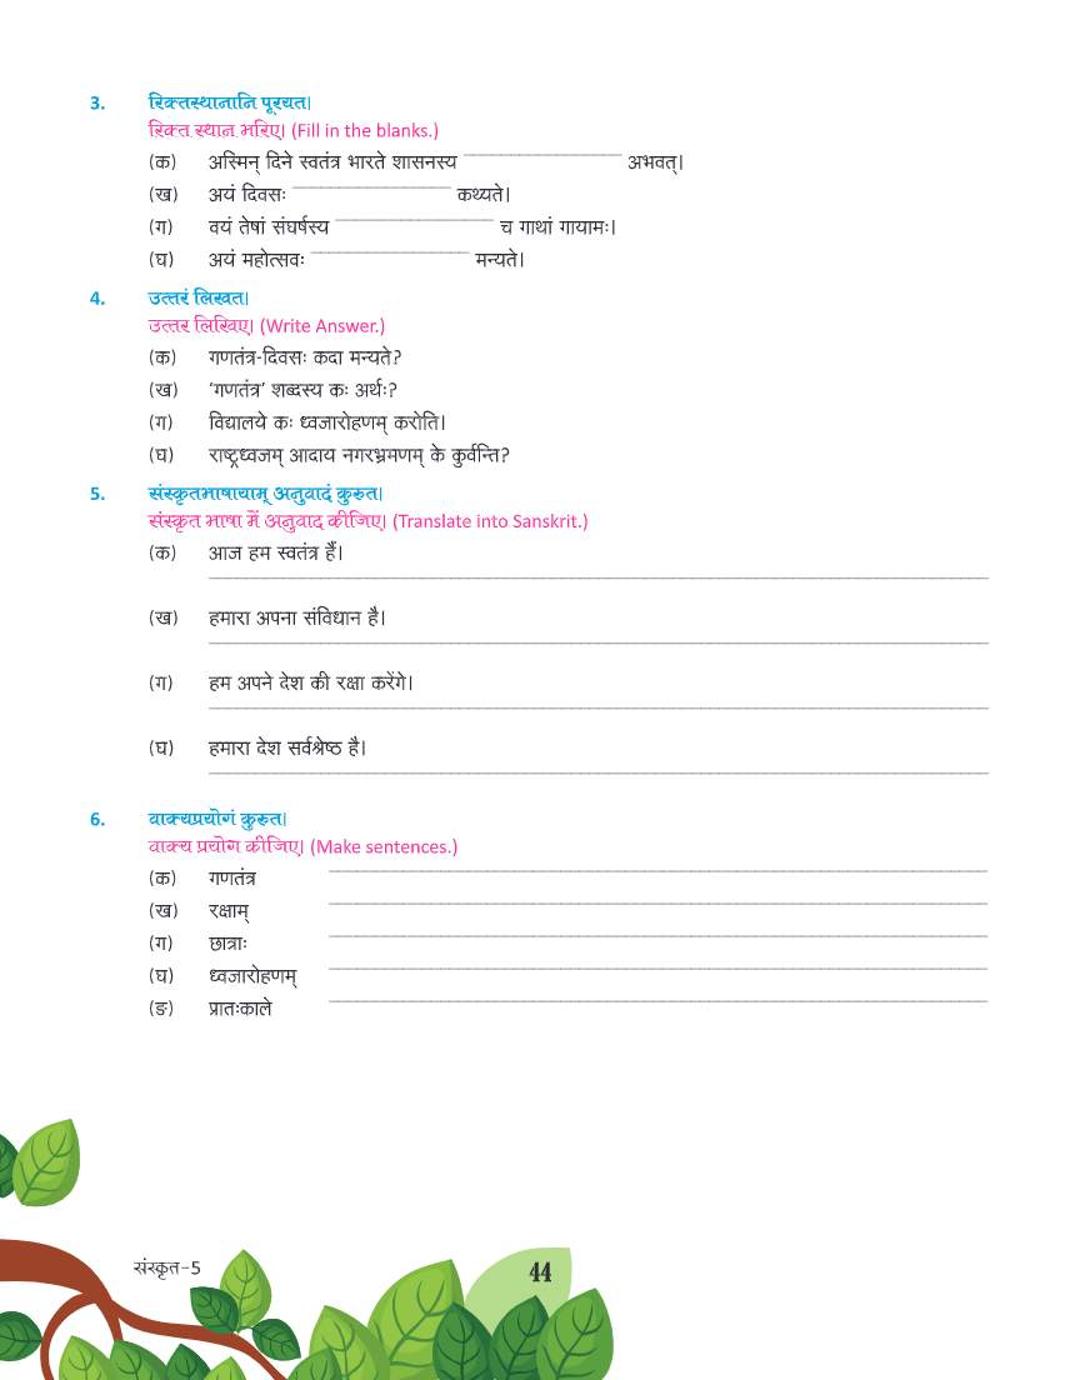 3. रिक्तस्थानानि पूरयत।
रिक्त स्थान भरिए। (Fill in the blanks.)
(क) अस्मिन् दिने स्वतंत्र भारते शासनस्य ____________ अभवत्।
(ख) अयं दिवसः ____________ कथ्यते।
(ग) वयं तेषां संघर्षस्य ____________ च गाथां गायामः।
(घ) अयं महोत्सवः ____________ मन्यते।
4. उत्तरं लिखत।
उत्तर लिखिए। (Write Answer.)
(क) गणतंत्र-दिवसः कदा मन्यते?
(ख) ‘गणतंत्र’ शब्दस्य कः अर्थः?
(ग) विद्यालये कः ध्वजारोहणम् करोति।
(घ) राष्ट्रध्वजम् आदाय नगरभ्रमणम् के कुर्वन्ति?
5. संस्कृतभाषायाम् अनुवादं कुरुत।
संस्कृत भाषा में अनुवाद कीजिए। (Translate into Sanskrit.)
(क) आज हम स्वतंत्र हैं।
(ख) हमारा अपना संविधान है।
(ग) हम अपने देश की रक्षा करेंगे।
(घ) हमारा देश सर्वश्रेष्ठ है।
6. वाक्यप्रयोगं कुरुत।
वाक्य प्रयोग कीजिए। (Make sentences.)
(क) गणतंत्र
(ख) रक्षाम्
(ग) छात्राः
(घ) ध्वजारोहणम्
(ङ) प्रातःकाले
संस्कृत-5
44